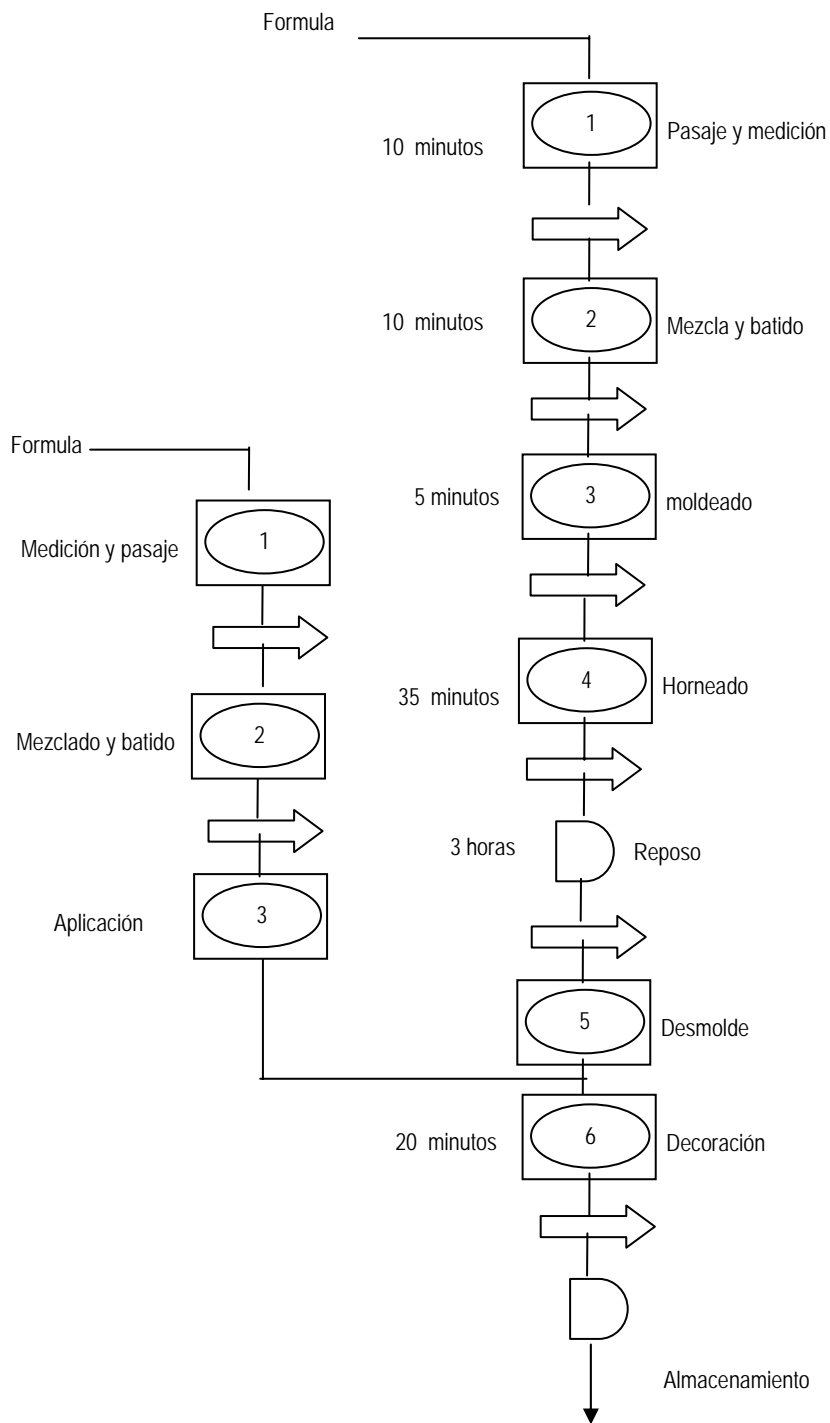 Formula
1
Pasaje y medición
10 minutos
2
Mezcla y batido
10 minutos
3
moldeado
5 minutos
4
Horneado
35 minutos
3 horas
Reposo
5
Desmolde
Formula
1
Medición y pasaje
2
Mezclado y batido
3
Aplicación
6
Decoración
20 minutos
Almacenamiento